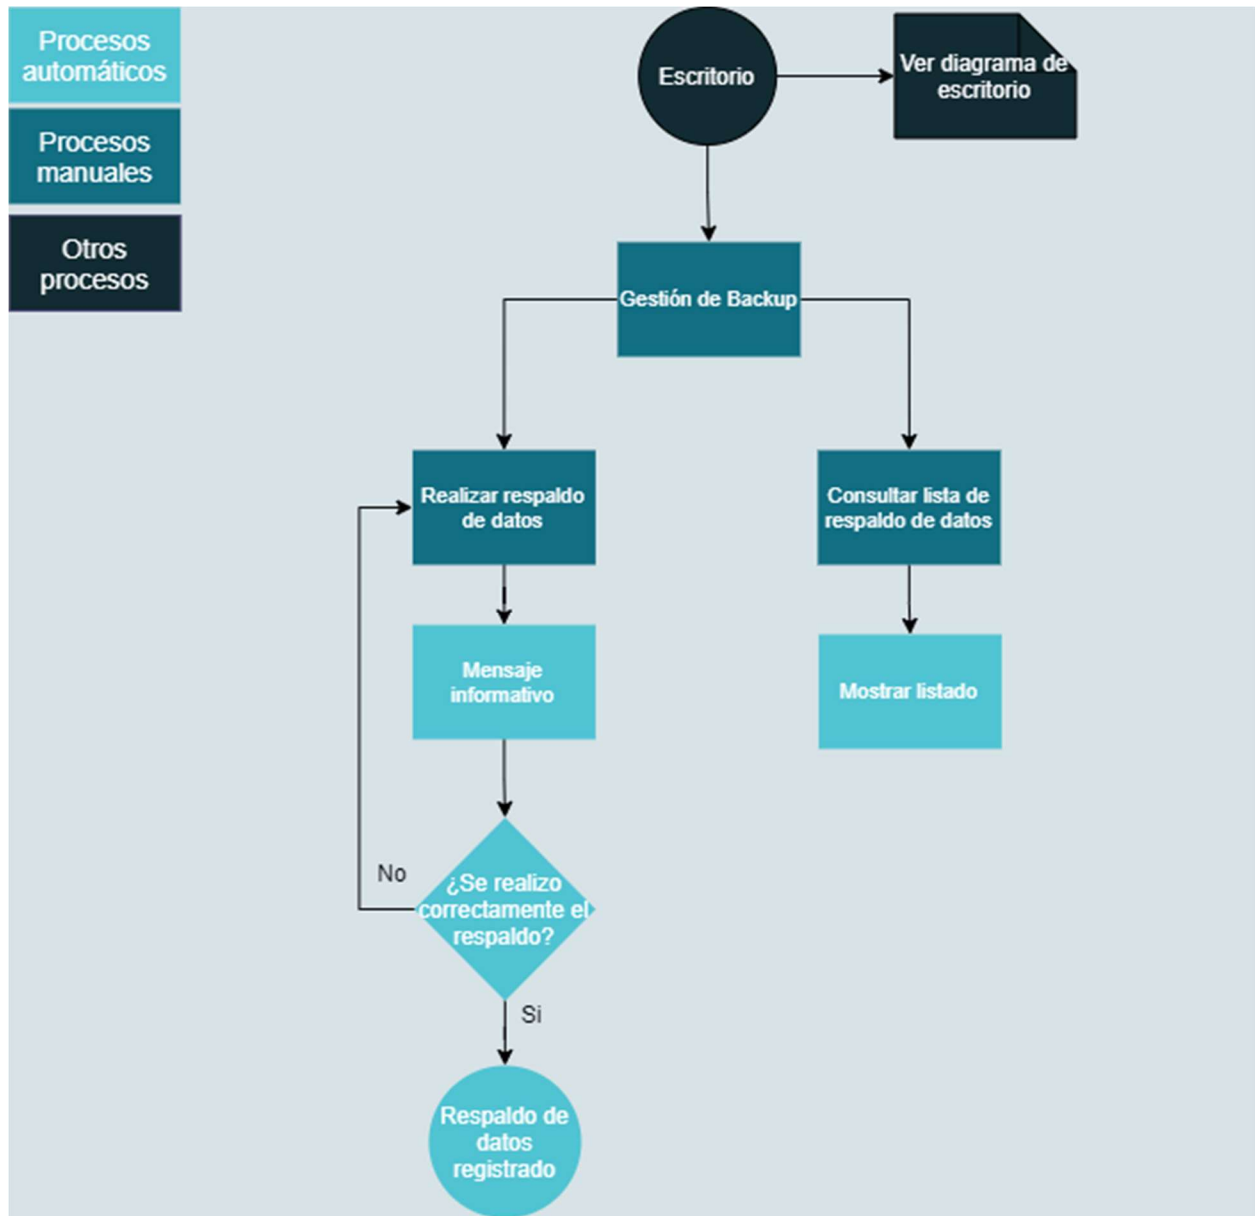 Procesos
automáticos
Procesos
manuales
Otros
procesos
Escritorio
Ver diagrama de
escritorio
Gestión de Backup
Realizar respaldo
de datos
Consultar lista de
respaldo de datos
Mensaje
informativo
Mostrar listado
No
¿Se realizo
correctamente el
respaldo?
Si
Respaldo de
datos
registrado